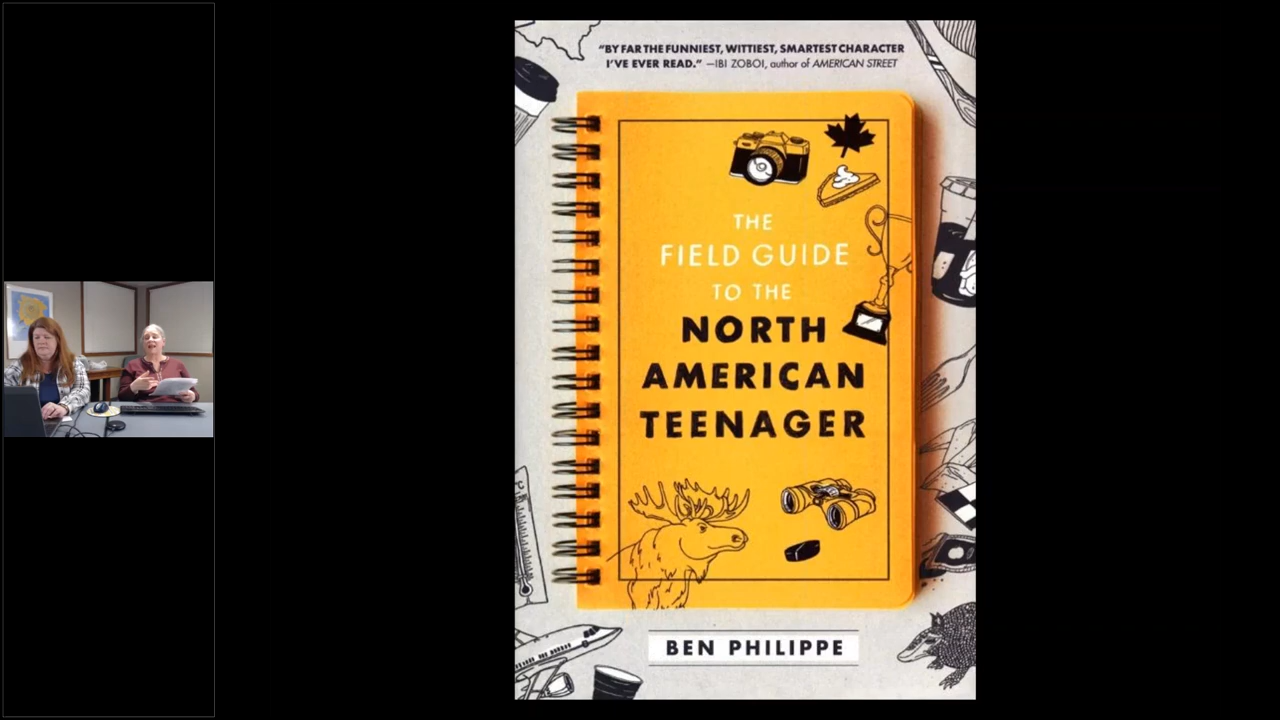 “BY FAR THE FUNNIEST, WITTIEST, SMARTEST CHARACTER
I’VE EVER READ.” —IBI ZOBOI, author of AMERICAN STREET
THE
FIELD GUIDE
TO THE
NORTH
AMERICAN
TEENAGER
BEN PHILIPPE